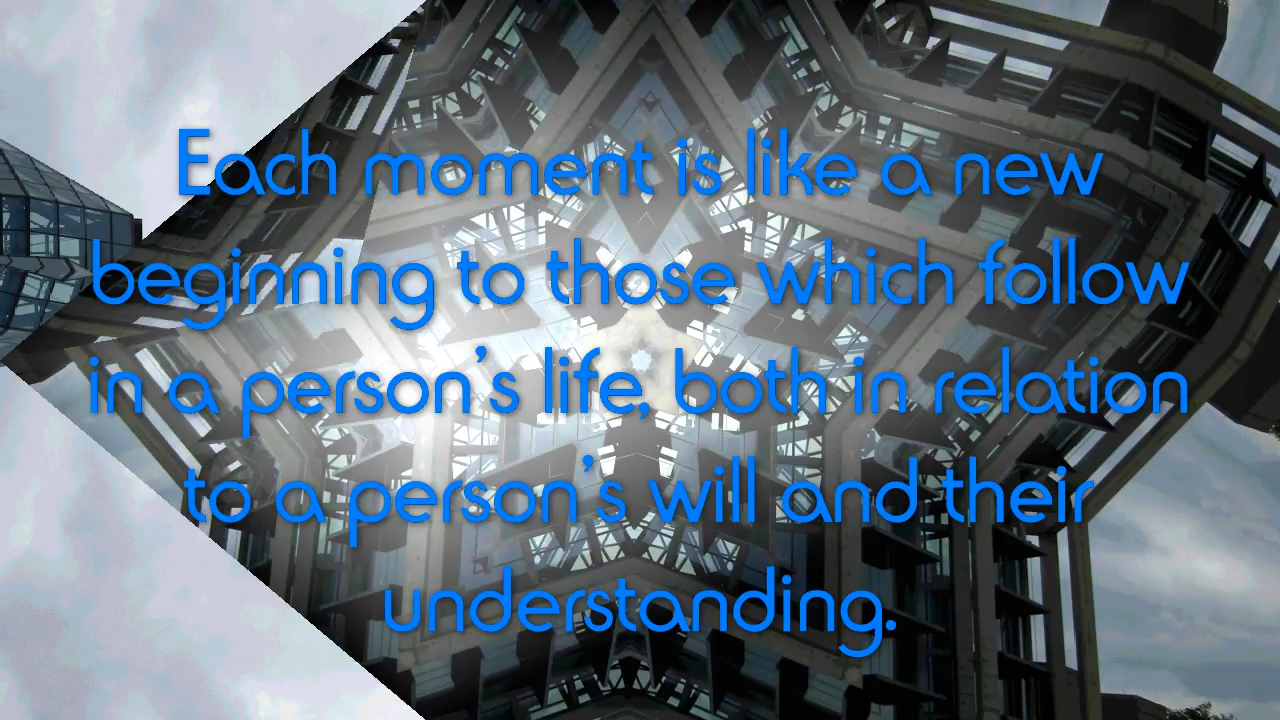 Each moment is like a new
beginning to those which follow
in a person's life, both in relation
to a person's will and their
understanding.